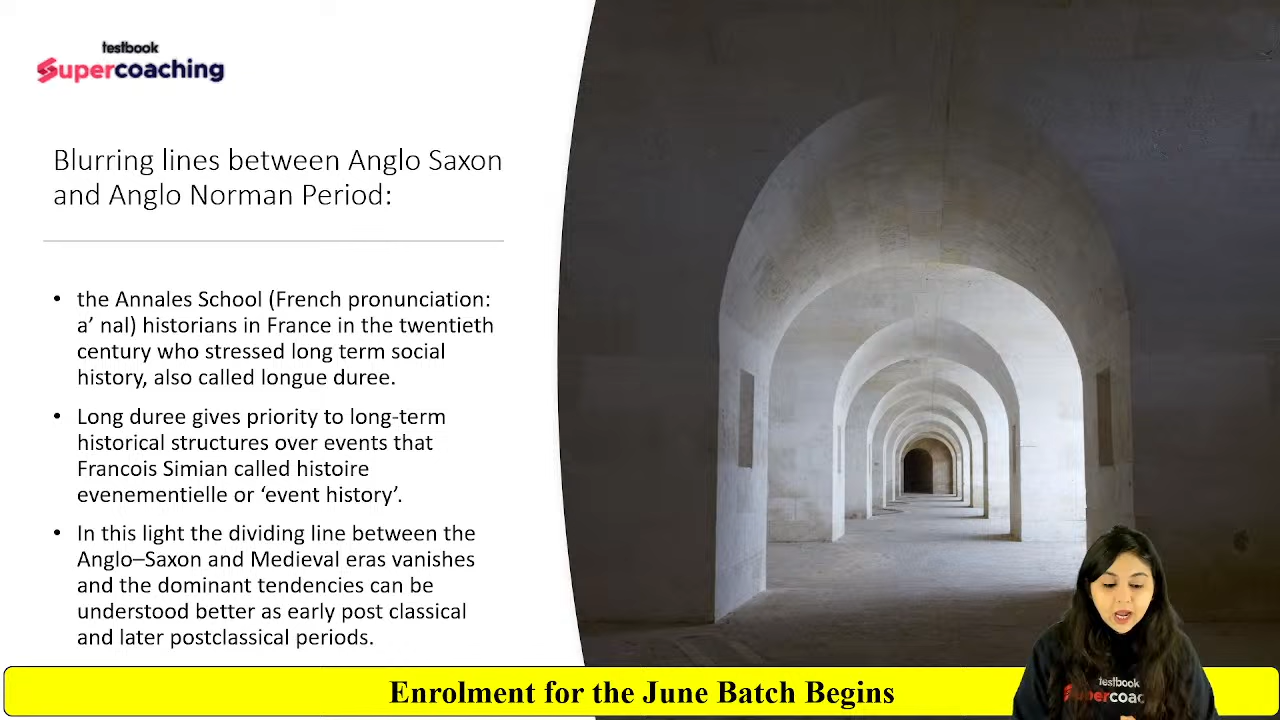 testbook
Supercoaching
Blurring lines between Anglo Saxon
and Anglo Norman Period:
• the Annales School (French pronunciation:
a’ nal) historians in France in the twentieth
century who stressed long term social
history, also called longue duree.
• Long duree gives priority to long-term
historical structures over events that
Francois Simian called histoire
evenementielle or ‘event history’.
• In this light the dividing line between the
Anglo–Saxon and Medieval eras vanishes
and the dominant tendencies can be
understood better as early post classical
and later postclassical periods.
testbook
Supercoac
Enrolment for the June Batch Begins